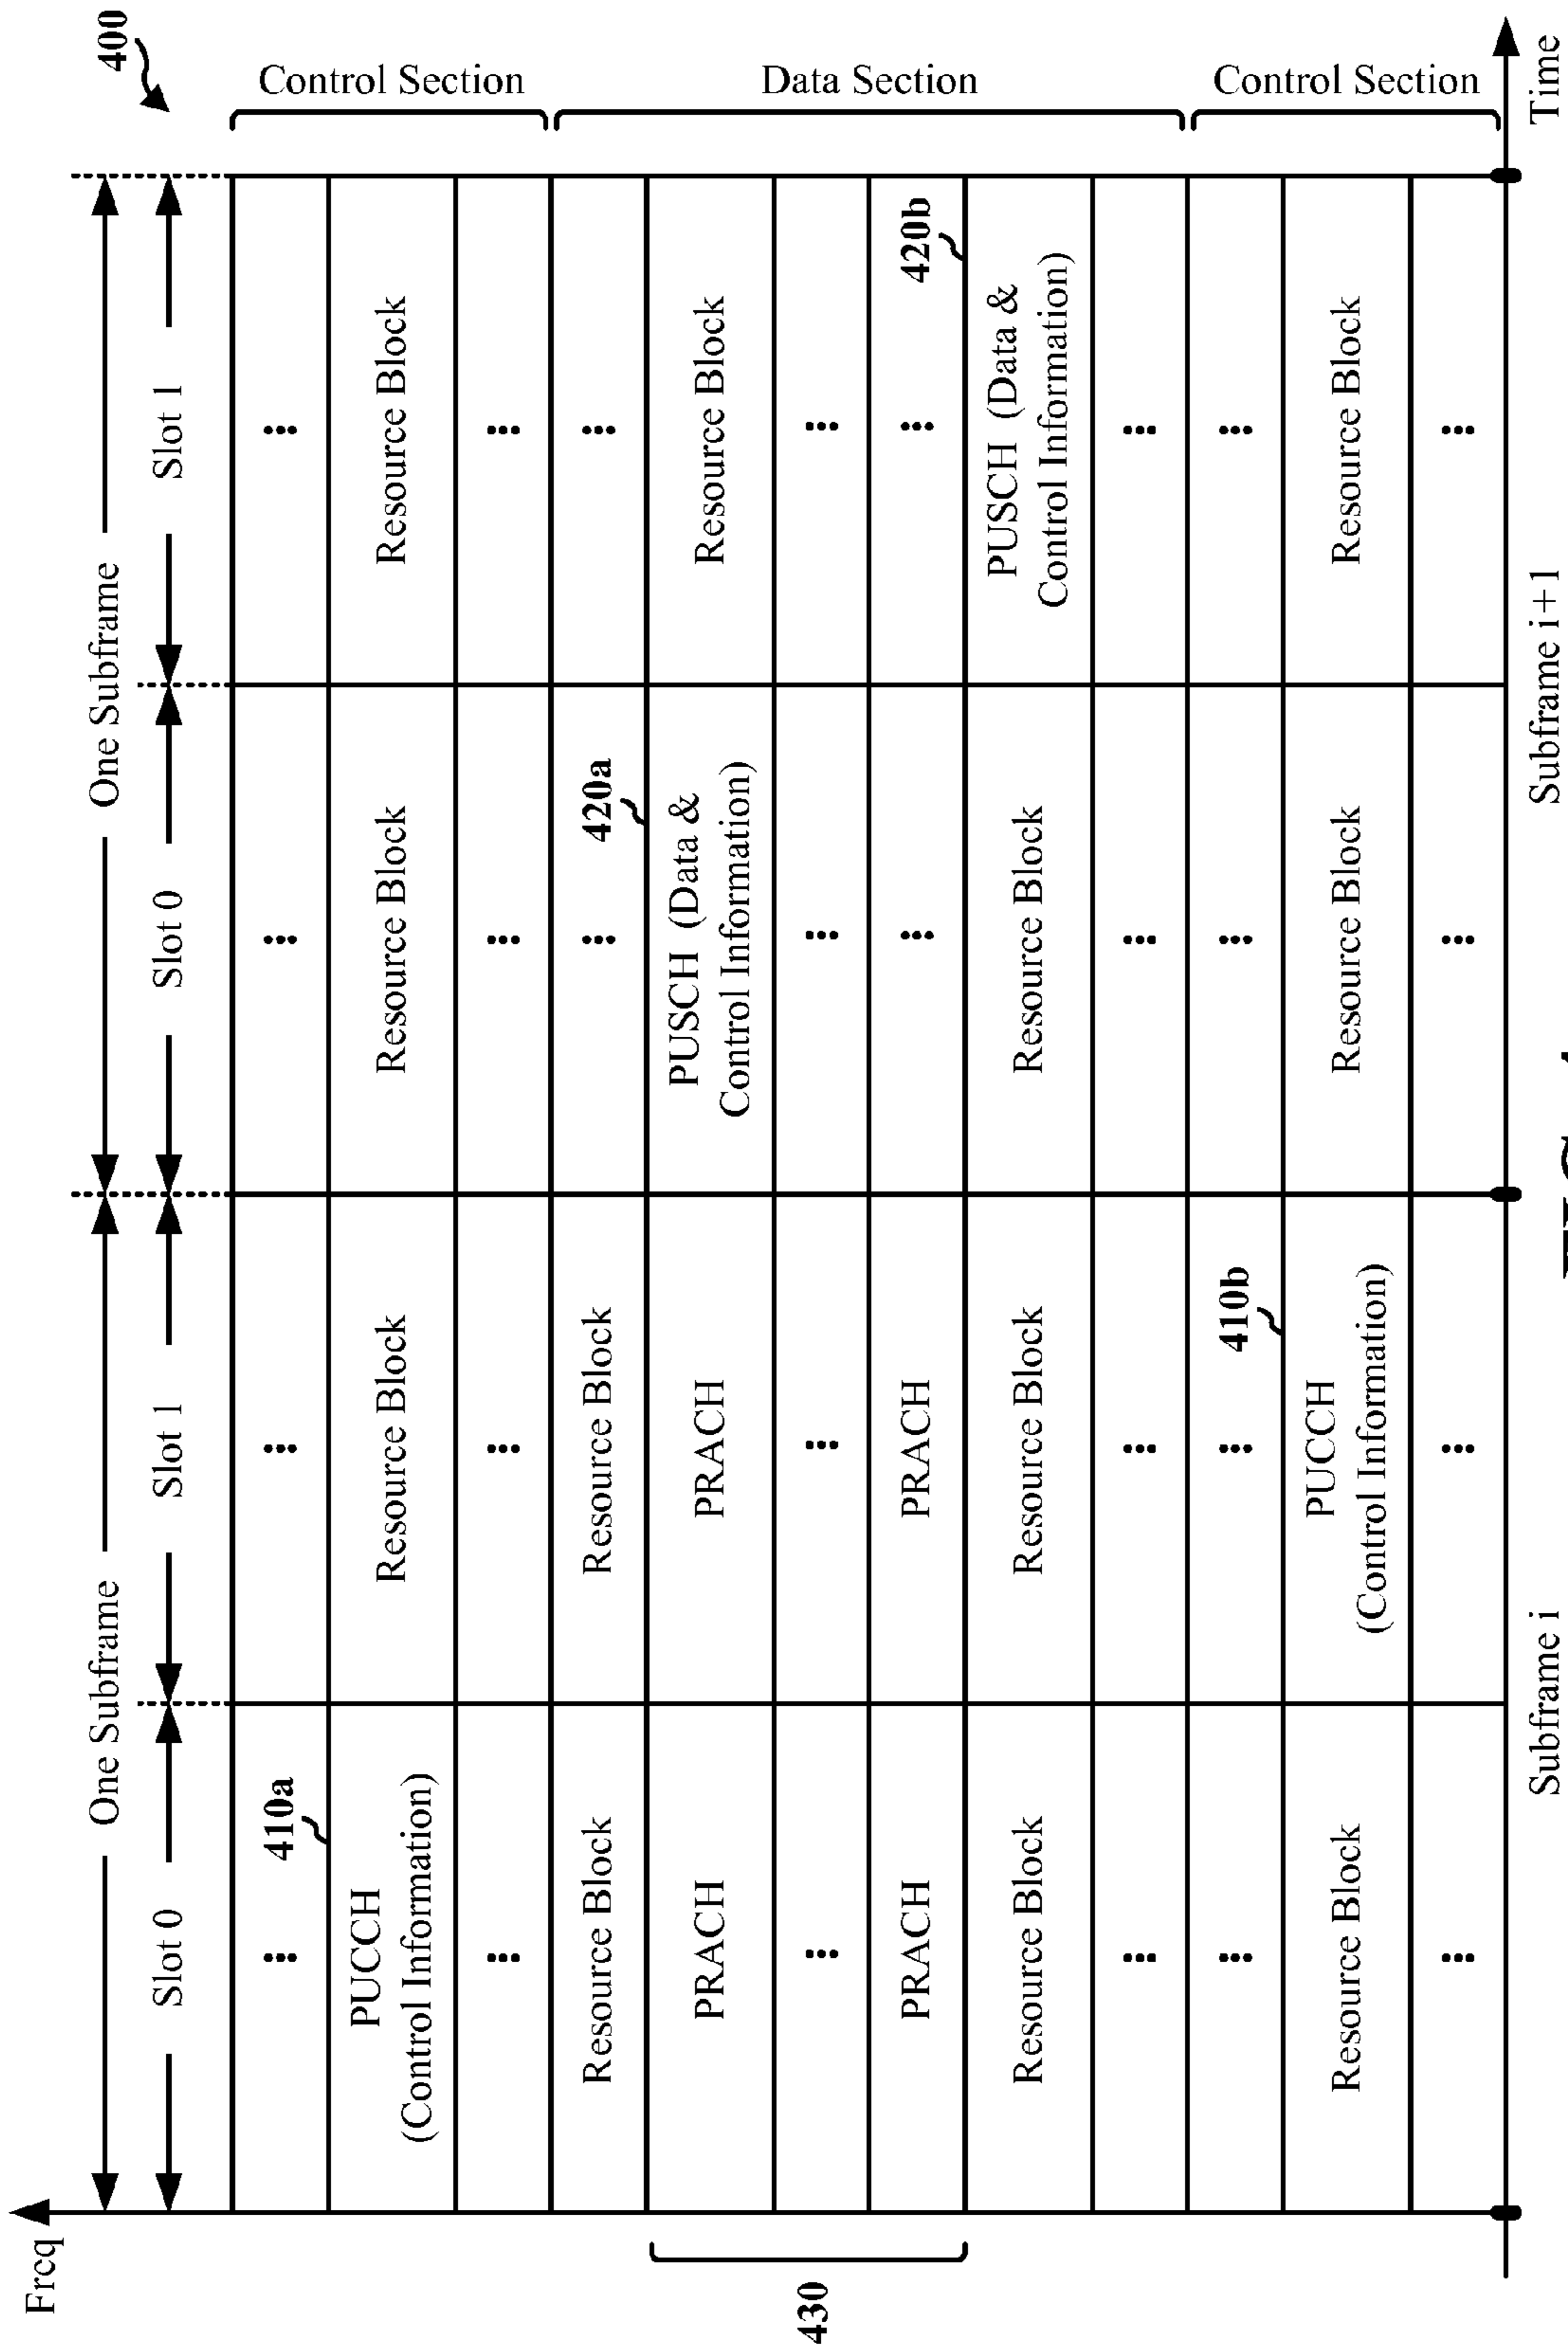 Freq
One Subframe
One Subframe
400
Slot 0
Slot 1
Slot 0
Slot 1
...
410a
...
...
...
PUCCH
(Control Information)
Resource Block
Resource Block
Resource Block
Control Section
...
...
...
...
Resource Block
Resource Block
...
420a
...
PRACH
PRACH
PUSCH (Data &
Control Information)
Resource Block
430
...
...
...
...
Data Section
PRACH
PRACH
...
...
420b
Resource Block
Resource Block
Resource Block
PUSCH (Data &
Control Information)
...
...
...
...
...
...
410b
...
...
Resource Block
PUCCH
(Control Information)
Resource Block
Resource Block
Control Section
...
...
...
...
Subframe i
Subframe i+1
Time